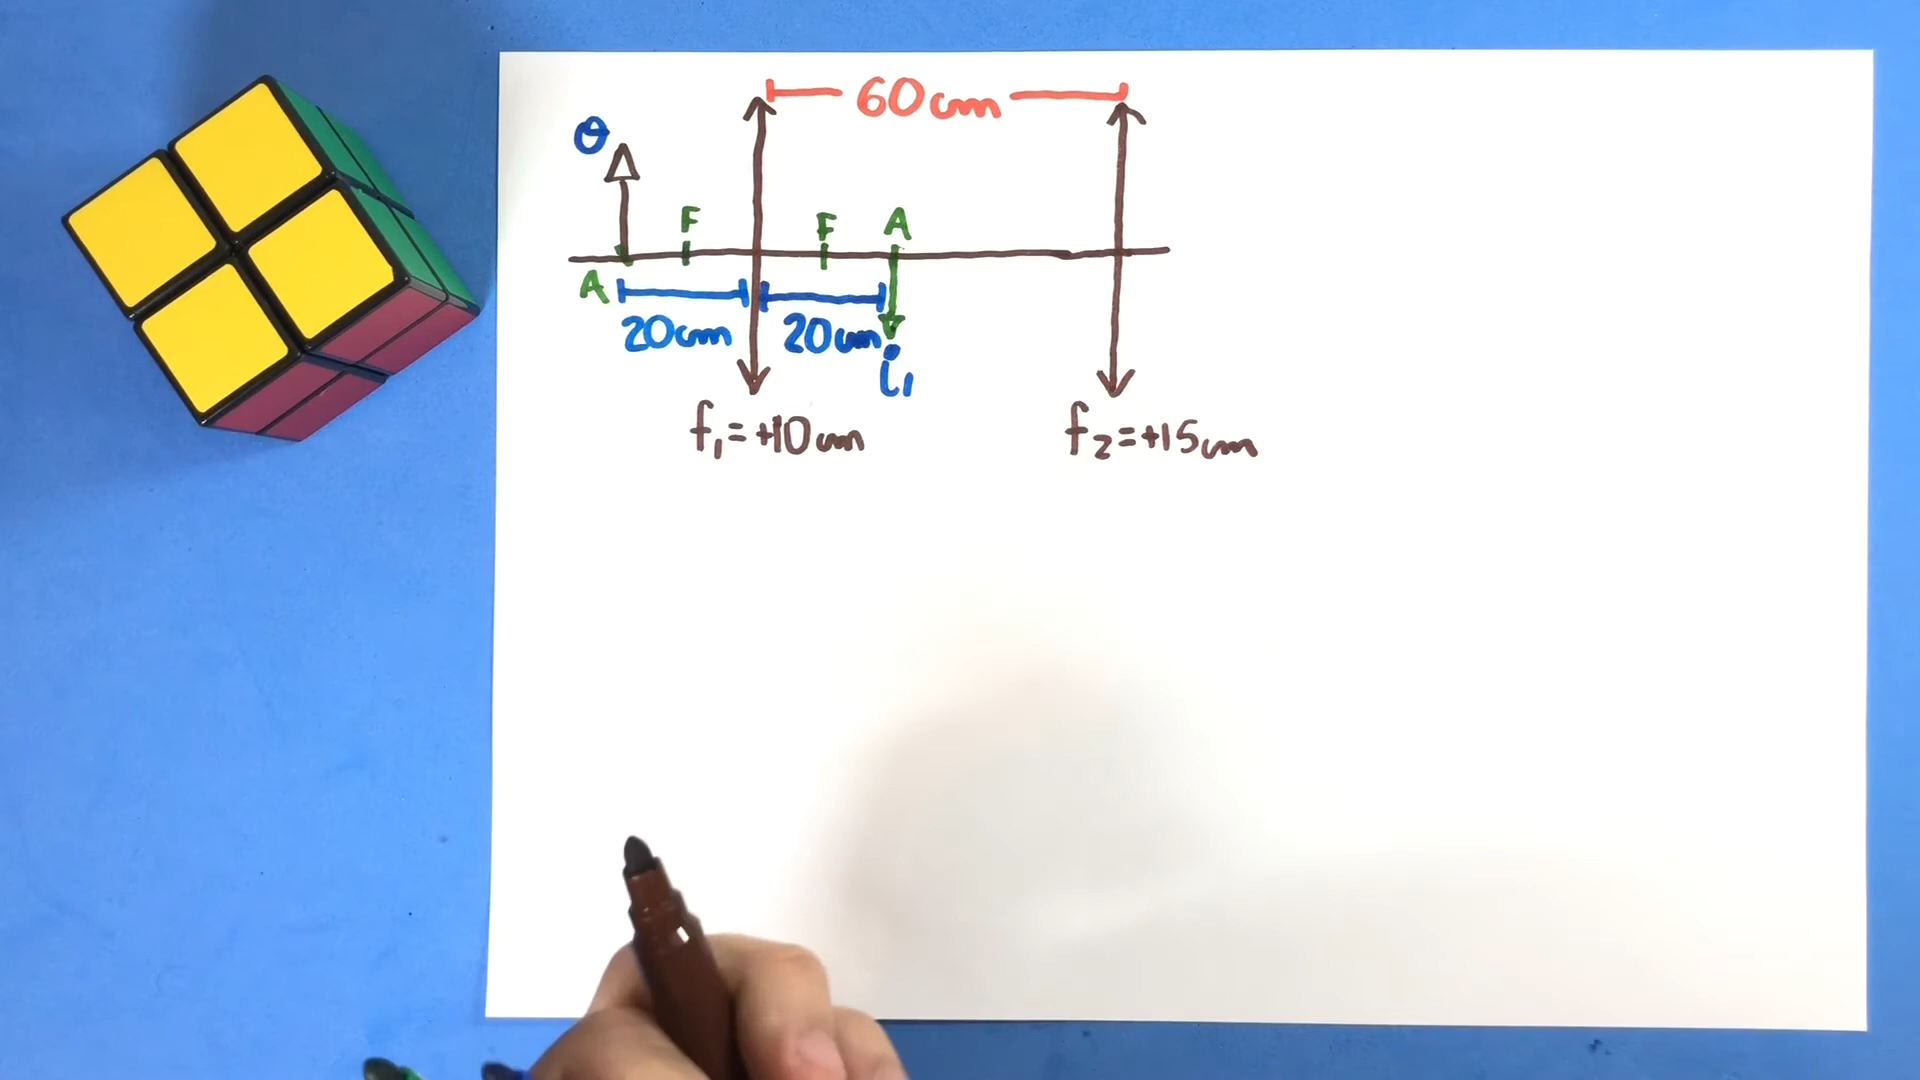 60cm
θ
F
F
A
A
20cm
20cm
i₁
f₁=+10cm
f₂=+15cm